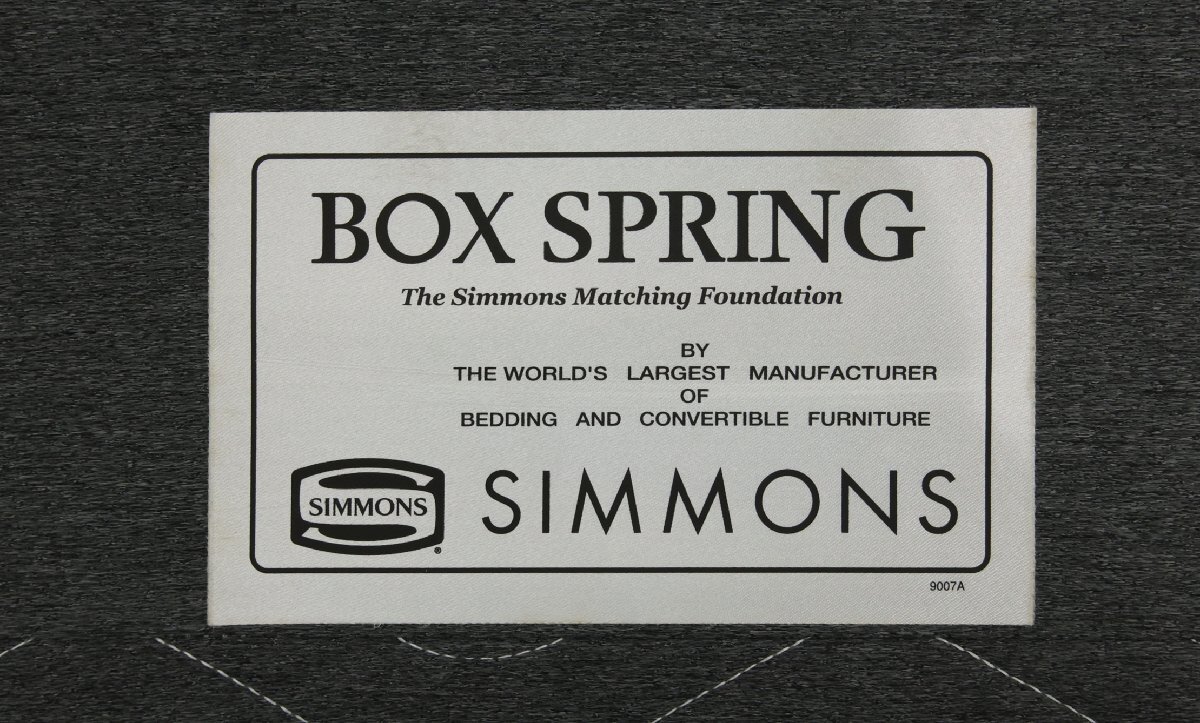 BOX SPRING
The Simmons Matching Foundation
BY
THE WORLD'S LARGEST MANUFACTURER
OF
BEDDING AND CONVERTIBLE FURNITURE
SIMMONS® SIMMONS
9007A